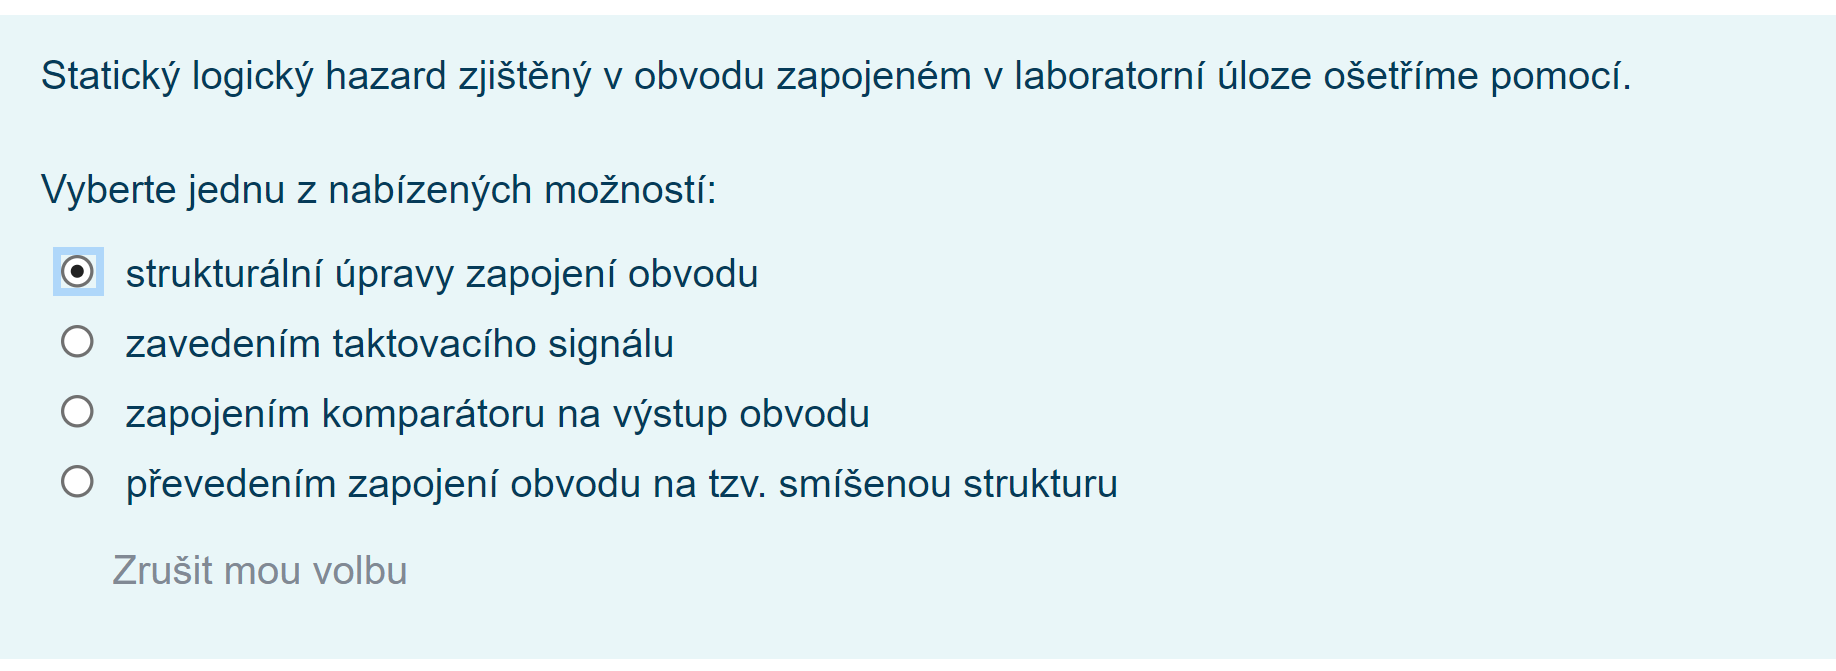 Statický logický hazard zjištěný v obvodu zapojeném v laboratorní úloze ošetříme pomocí.
Vyberte jednu z nabízených možností:
strukturální úpravy zapojení obvodu
zavedením taktovacího signálu
zapojením komparátoru na výstup obvodu
převedením zapojení obvodu na tzv. smíšenou strukturu
Zrušit mou volbu